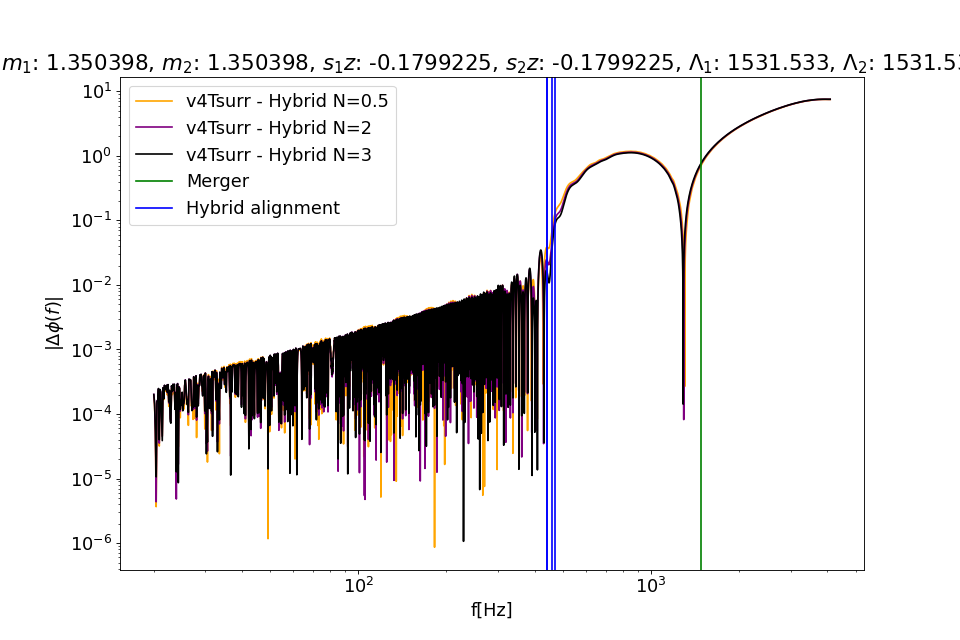 m₁: 1.350398, m₂: 1.350398, s₁z: -0.1799225, s₂z: -0.1799225, Λ₁: 1531.533, Λ₂: 1531.53
v4Tsurr - Hybrid N=0.5
v4Tsurr - Hybrid N=2
v4Tsurr - Hybrid N=3
Merger
Hybrid alignment
|Δϕ(f)|
10¹
10⁰
10⁻¹
10⁻²
10⁻³
10⁻⁴
10⁻⁵
10⁻⁶
10²
10³
f[Hz]